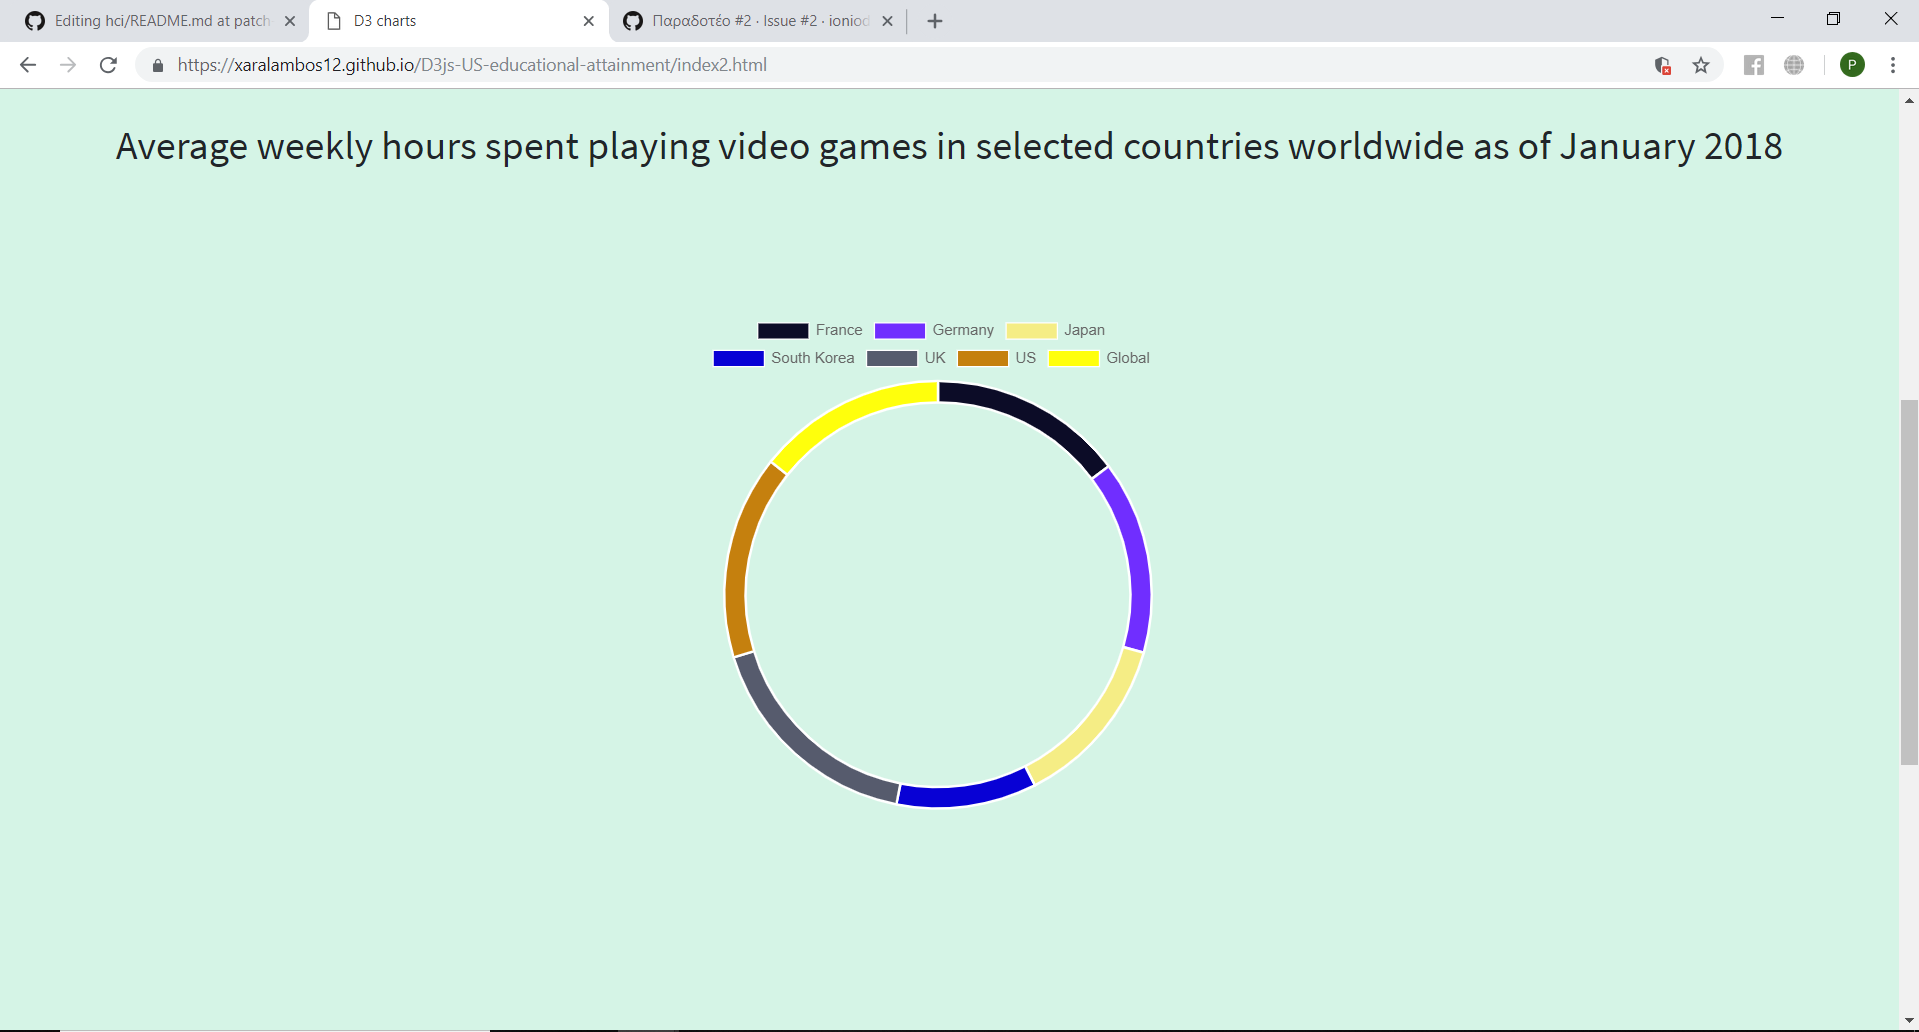 Editing hci/README.md at patch-
D3 charts
Παραδοτέο #2 · Issue #2 · ioniod
https://xaralambos12.github.io/D3js-US-educational-attainment/index2.html
P
Average weekly hours spent playing video games in selected countries worldwide as of January 2018
France Germany Japan
South Korea UK US Global